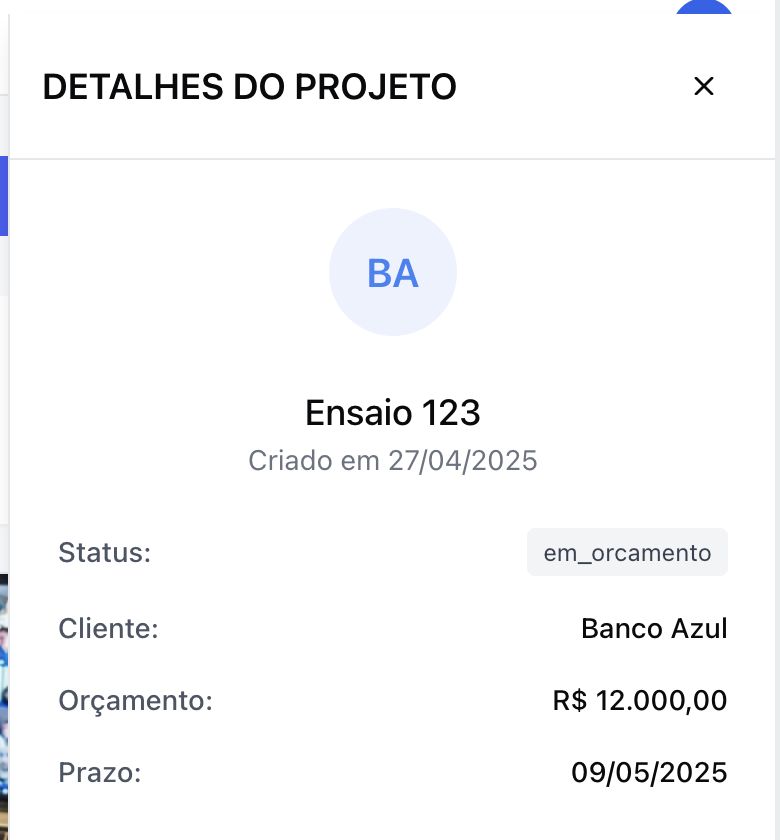 DETALHES DO PROJETO
BA
Ensaio 123
Criado em 27/04/2025
Status: em_orcamento
Cliente: Banco Azul
Orçamento: R$ 12.000,00
Prazo: 09/05/2025